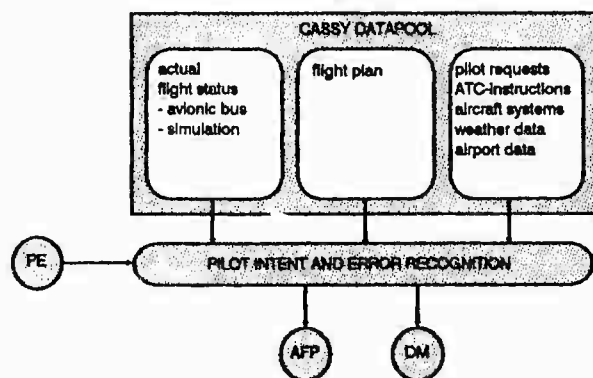 CASSY DATAPOOL
actual
flight status
- avionic bus
- simulation
flight plan
pilot requests
ATC-instructions
aircraft systems
weather data
airport data
PE
PILOT INTENT AND ERROR RECOGNITION
AFP
DM